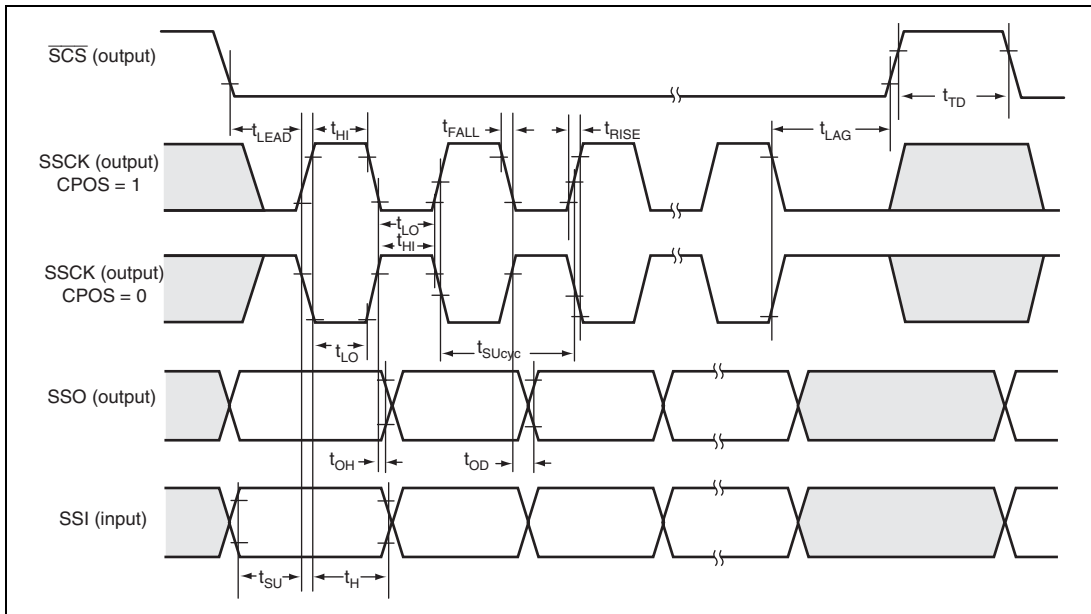 SCS (output)
tTD
tLEAD
tHI
tFALL
tRISE
tLAG
SSCK (output)
CPOS = 1
tLO
tHI
SSCK (output)
CPOS = 0
tLO
tSUcyc
SSO (output)
tOH
tOD
SSI (input)
tSU
tH